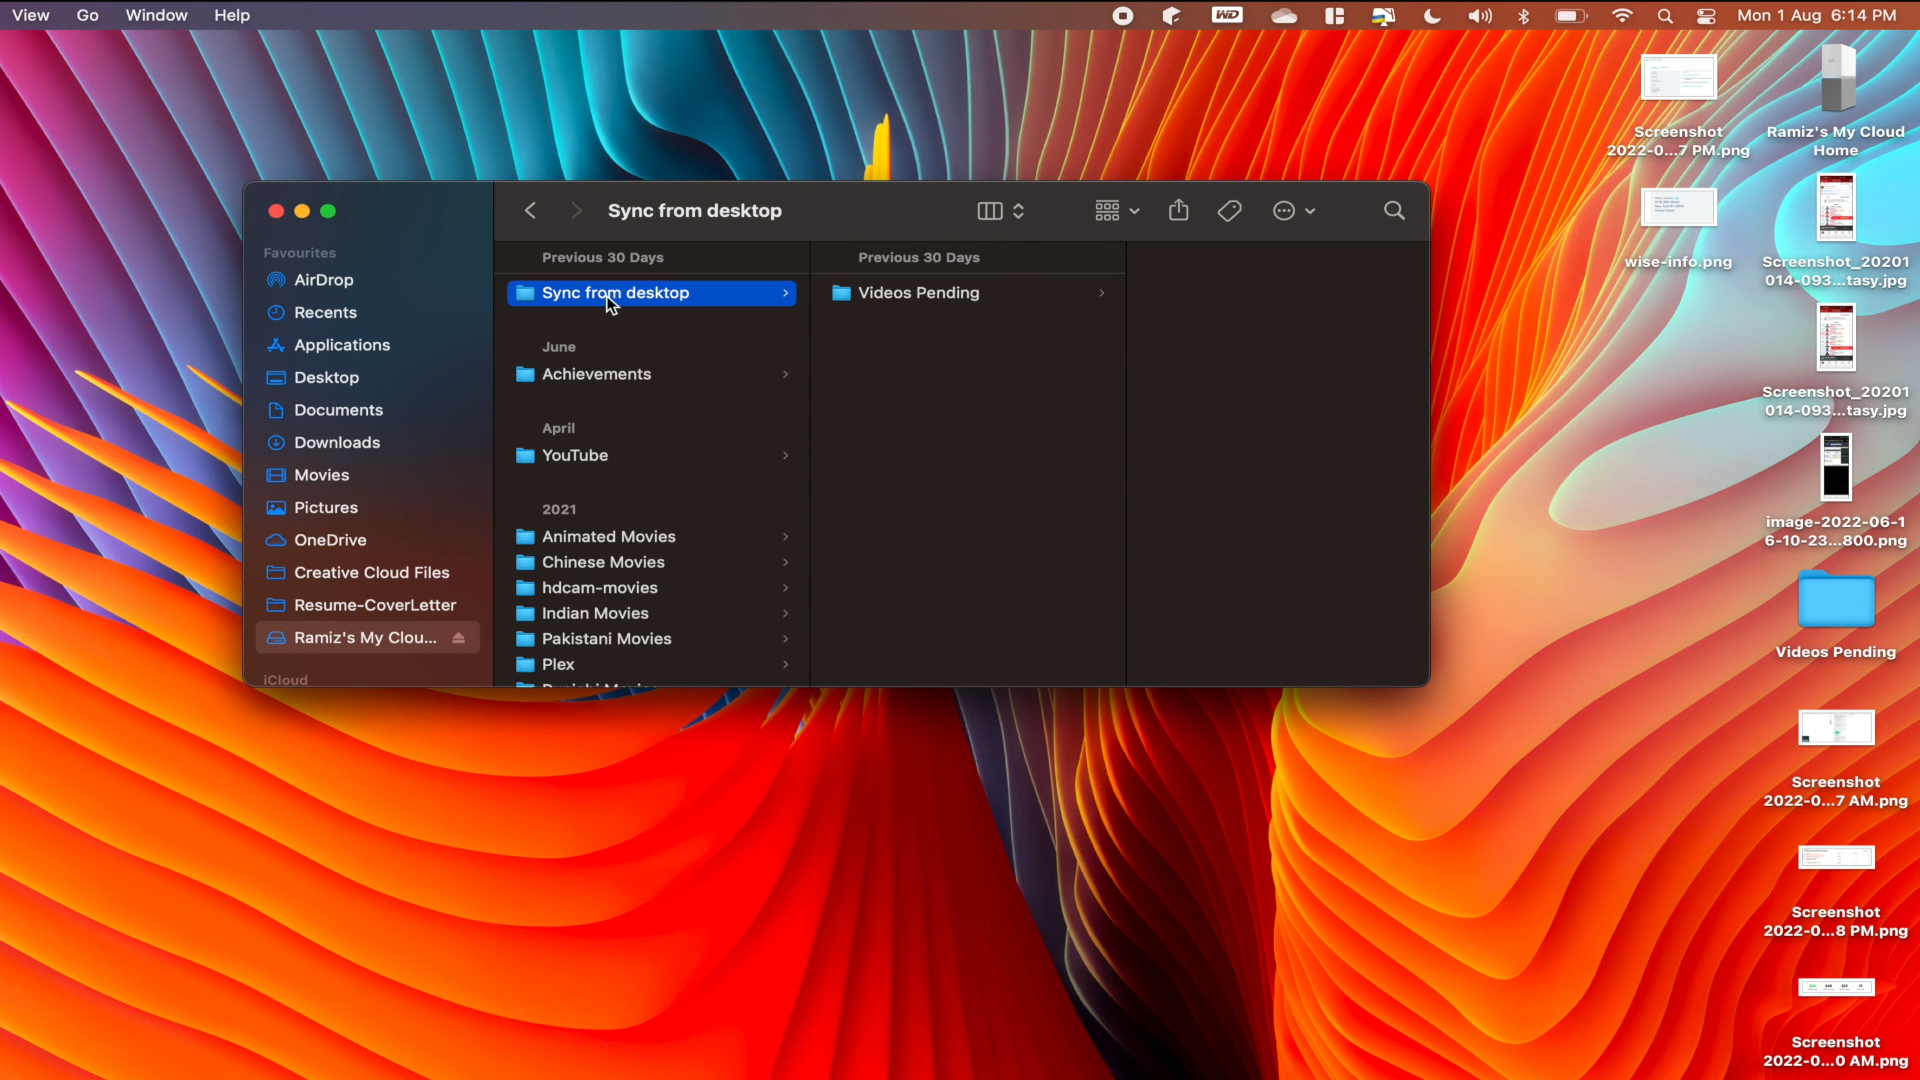 View Go Window Help
WD
Mon 1 Aug 6:14 PM
Sync from desktop
Favourites
AirDrop
Recents
Applications
Desktop
Documents
Downloads
Movies
Pictures
OneDrive
Creative Cloud Files
Resume-CoverLetter
Ramiz's My Clou...
iCloud
Previous 30 Days
Sync from desktop
June
Achievements
April
YouTube
2021
Animated Movies
Chinese Movies
hdcam-movies
Indian Movies
Pakistani Movies
Plex
Previous 30 Days
Videos Pending
Screenshot
2022-0...7 PM.png
wise-info.png
Ramiz's My Cloud
Home
Screenshot_20201
014-093...tasy.jpg
Screenshot_20201
014-093...tasy.jpg
image-2022-06-1
6-10-23...800.png
Videos Pending
Screenshot
2022-0...7 AM.png
Screenshot
2022-0...8 PM.png
Screenshot
2022-0...0 AM.png